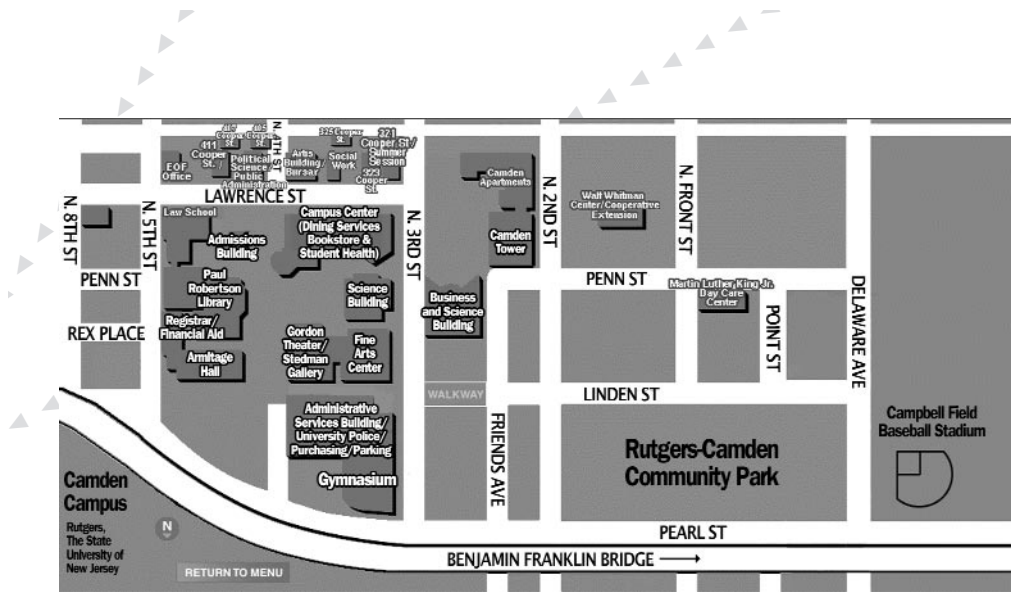 407
Cooper
St.
405
Cooper
St.
N. 4TH ST
325 Cooper
St.
321
Cooper St /
Summer
Session
411
Cooper
St. /
Political
Science /
Public
Administration
EOF
Office
Arts
Building /
Bursar
Social
Work
323
Cooper
St.
LAWRENCE ST
Camden
Apartments
Walt Whitman
Center/Cooperative
Extension
N. 8TH ST
N. 5TH ST
Law School
Admissions
Building
Campus Center
(Dining Services
Bookstore &
Student Health)
N. 3RD ST
Camden
Tower
N. 2ND ST
N. FRONT ST
PENN ST
Paul
Robertson
Library
Science
Building
Business
and Science
Building
PENN ST
Martin Luther King Jr.
Day Care
Center
DELAWARE AVE
REX PLACE
Registrar/
Financial Aid
Armitage
Hall
Gordon
Theater/
Stedman
Gallery
Fine
Arts
Center
POINT ST
WALKWAY
LINDEN ST
Administrative
Services Building/
University Police/
Purchasing/Parking
Gymnasium
FRIENDS AVE
Rutgers-Camden
Community Park
Campbell Field
Baseball Stadium
Camden
Campus
Rutgers,
The State
University of
New Jersey
N
RETURN TO MENU
PEARL ST
BENJAMIN FRANKLIN BRIDGE